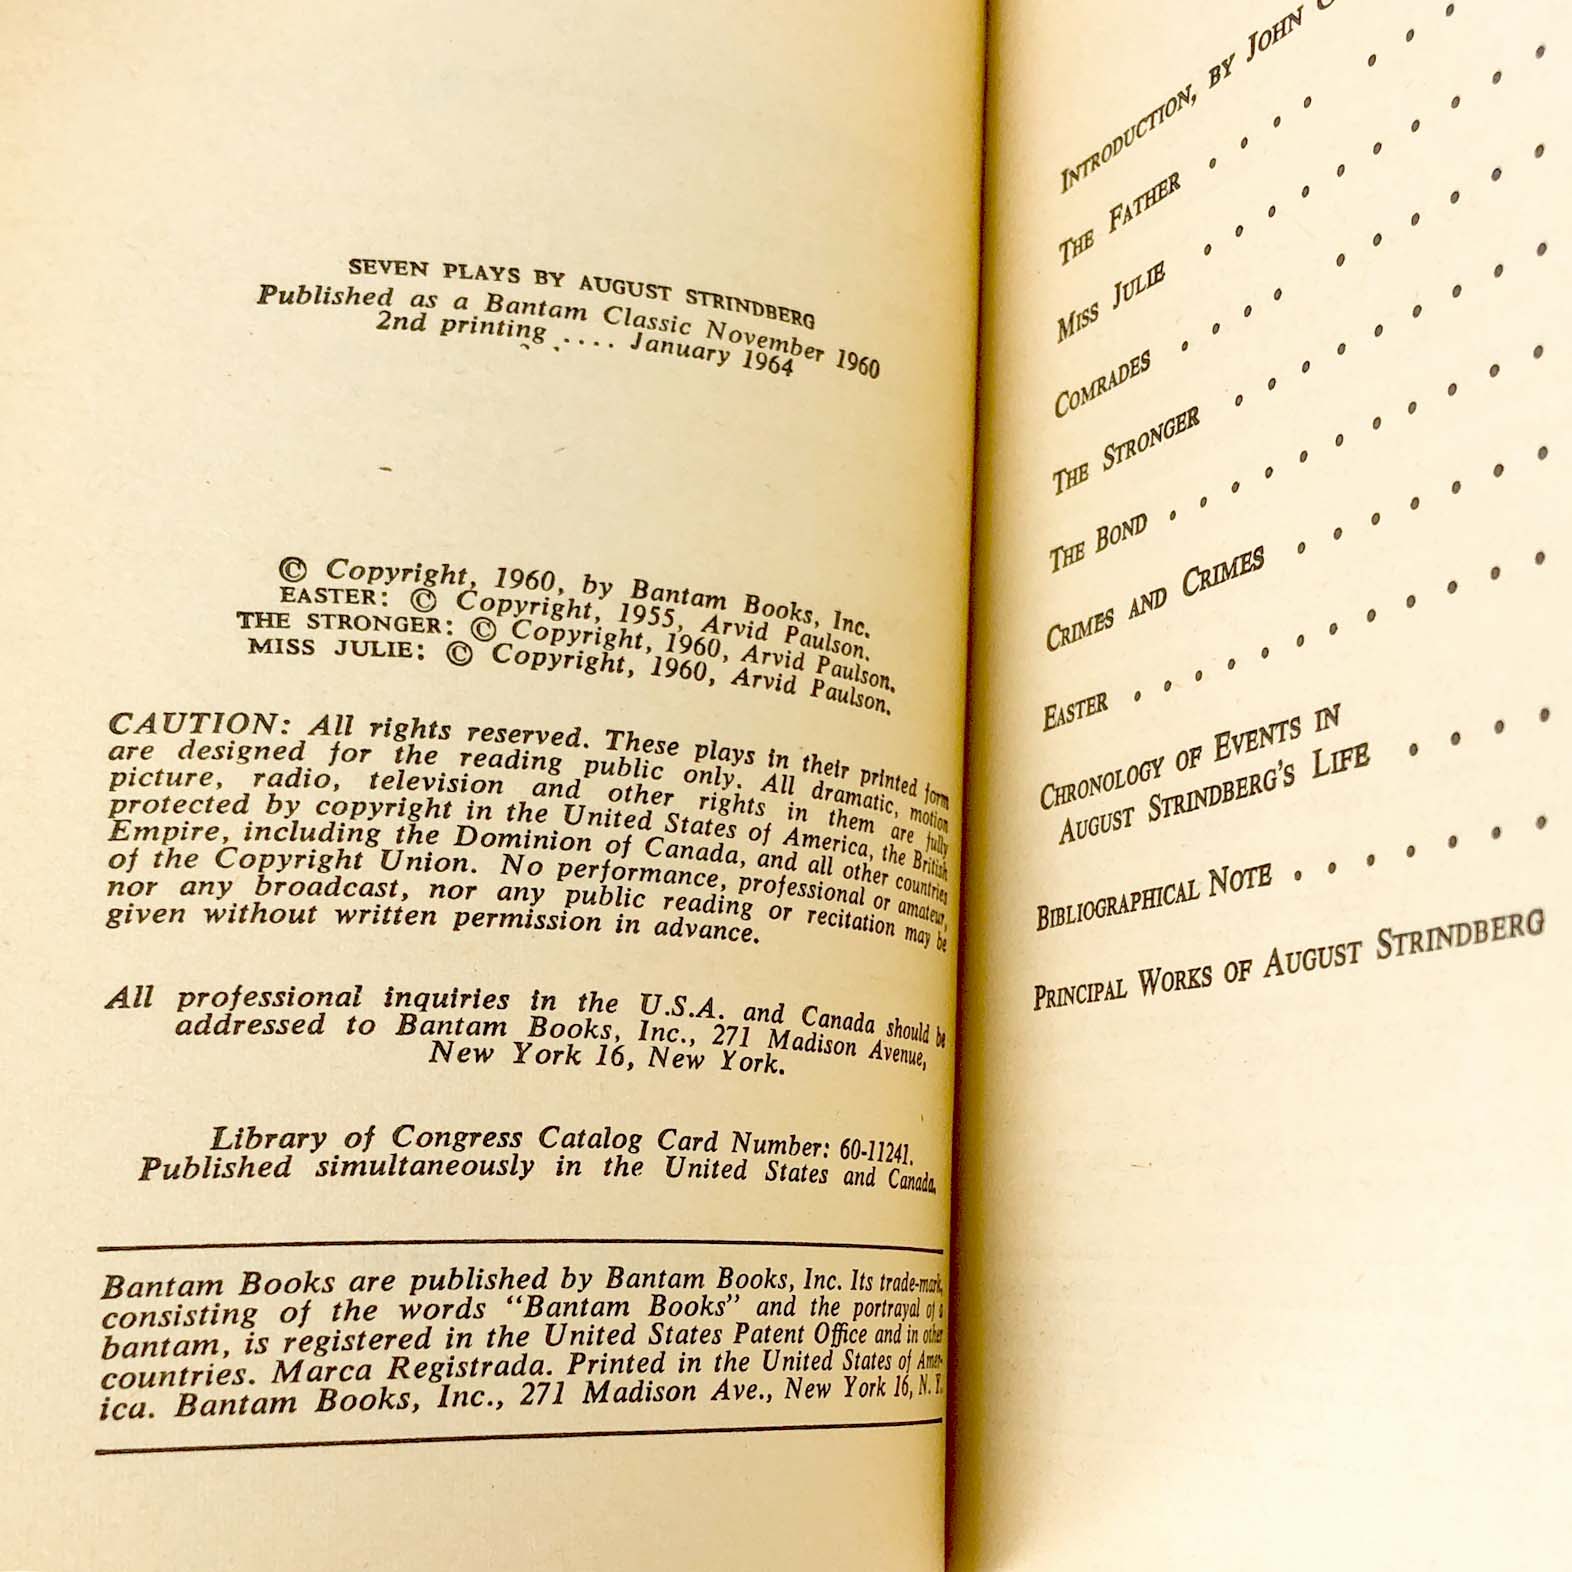 SEVEN PLAYS BY AUGUST STRINDBERG
Published as a Bantam Classic November 1960
2nd printing .... January 1964
© Copyright, 1960, by Bantam Books, Inc.
EASTER: © Copyright, 1955, Arvid Paulson.
THE STRONGER: © Copyright, 1960, Arvid Paulson.
MISS JULIE: © Copyright, 1960, Arvid Paulson.
CAUTION: All rights reserved. These plays in their printed form
are designed for the reading public only. All dramatic, motion
picture, radio, television and other rights in them are fully
protected by copyright in the United States of America, the British
Empire, including the Dominion of Canada, and all other countries
of the Copyright Union. No performance, professional or amateur,
nor any broadcast, nor any public reading or recitation may be
given without written permission in advance.
All professional inquiries in the U.S.A. and Canada should be
addressed to Bantam Books, Inc., 271 Madison Avenue,
New York 16, New York.
Library of Congress Catalog Card Number: 60-11241.
Published simultaneously in the United States and Canada.
Bantam Books are published by Bantam Books, Inc. Its trade-mark,
consisting of the words "Bantam Books" and the portrayal of a
bantam, is registered in the United States Patent Office and in other
countries. Marca Registrada. Printed in the United States of Amer-
ica. Bantam Books, Inc., 271 Madison Ave., New York 16, N. Y.
INTRODUCTION, BY JOHN
THE FATHER . . . . . . .
MISS JULIE . . . . . . . . . .
COMRADES . . . . . . . . . .
THE STRONGER . . . . . . . . .
THE BOND . . . . . . . . . . .
CRIMES AND CRIMES . . . . . . .
EASTER . . . . . . . . . . . .
CHRONOLOGY OF EVENTS IN
AUGUST STRINDBERG'S LIFE . . . .
BIBLIOGRAPHICAL NOTE . . . . . . .
PRINCIPAL WORKS OF AUGUST STRINDBERG